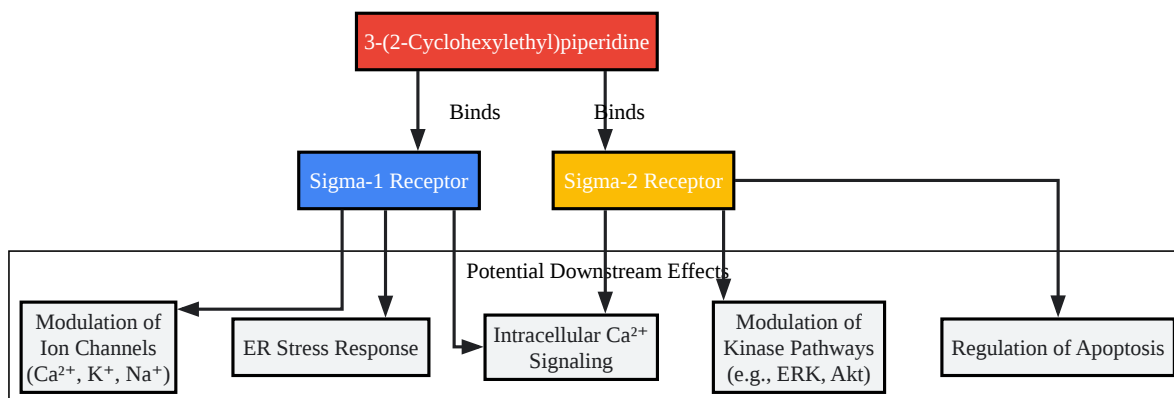 3-(2-Cyclohexylethyl)piperidine
Binds
Binds
Sigma-1 Receptor
Sigma-2 Receptor
Potential Downstream Effects
Modulation of
Ion Channels
(Ca²⁺, K⁺, Na⁺)
ER Stress Response
Intracellular Ca²⁺
Signaling
Modulation of
Kinase Pathways
(e.g., ERK, Akt)
Regulation of Apoptosis